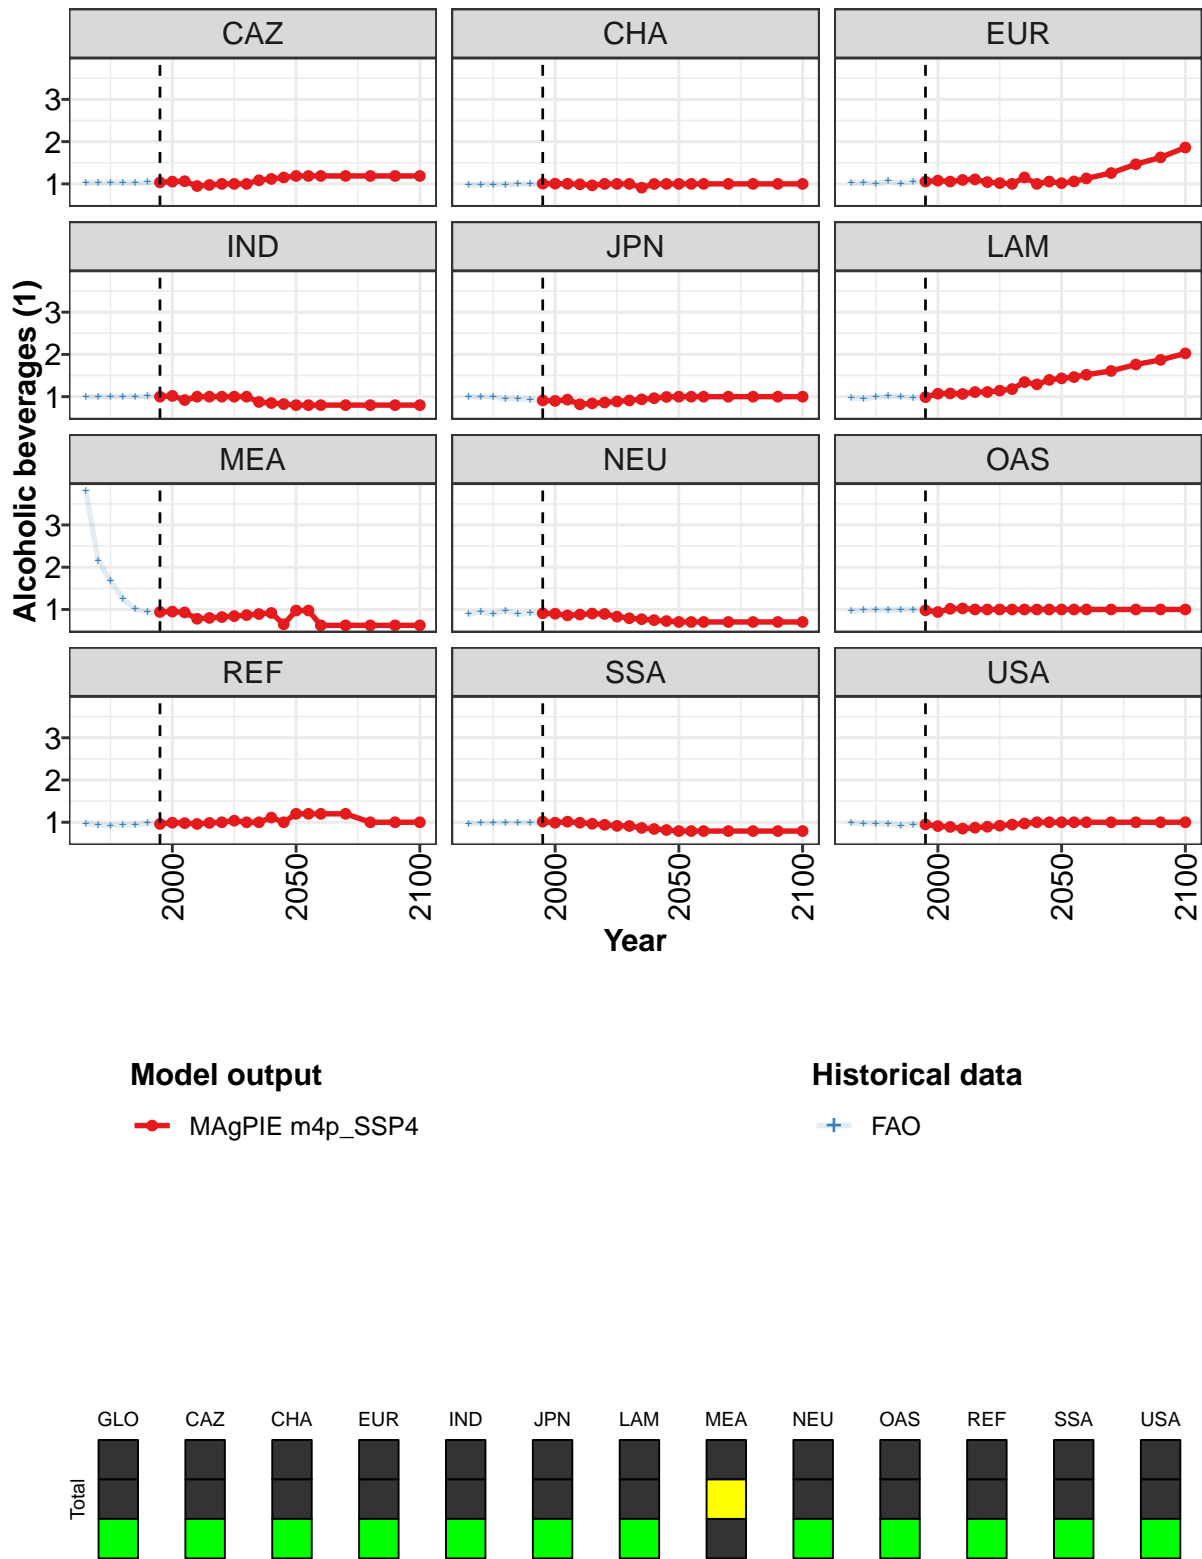 CAZ CHA EUR
3
2
1
IND JPN LAM
3
2
1
MEA NEU OAS
3
2
1
REF SSA USA
3
2
1
2000 2050 2100 2000 2050 2100 2000 2050 2100
Year
Alcoholic beverages (1)
Model output Historical data
MAgPIE m4p_SSP4 FAO
GLO CAZ CHA EUR IND JPN LAM MEA NEU OAS REF SSA USA
Total